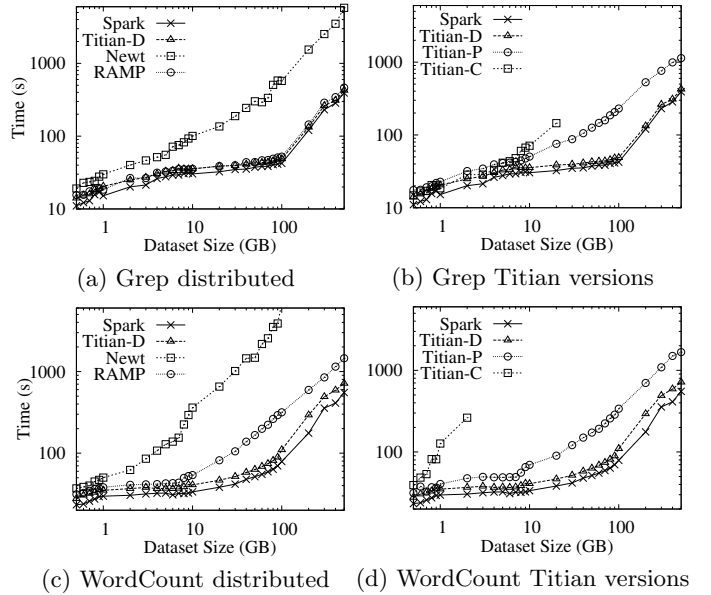 Spark
Titian-D
Newt
RAMP
Time (s)
1000
100
10
1 10 100
Dataset Size (GB)
(a) Grep distributed
Spark
Titian-D
Titian-P
Titian-C
1000
100
10
1 10 100
Dataset Size (GB)
(b) Grep Titian versions
Spark
Titian-D
Newt
RAMP
Time (s)
1000
100
1 10 100
Dataset Size (GB)
(c) WordCount distributed
Spark
Titian-D
Titian-P
Titian-C
1000
100
1 10 100
Dataset Size (GB)
(d) WordCount Titian versions